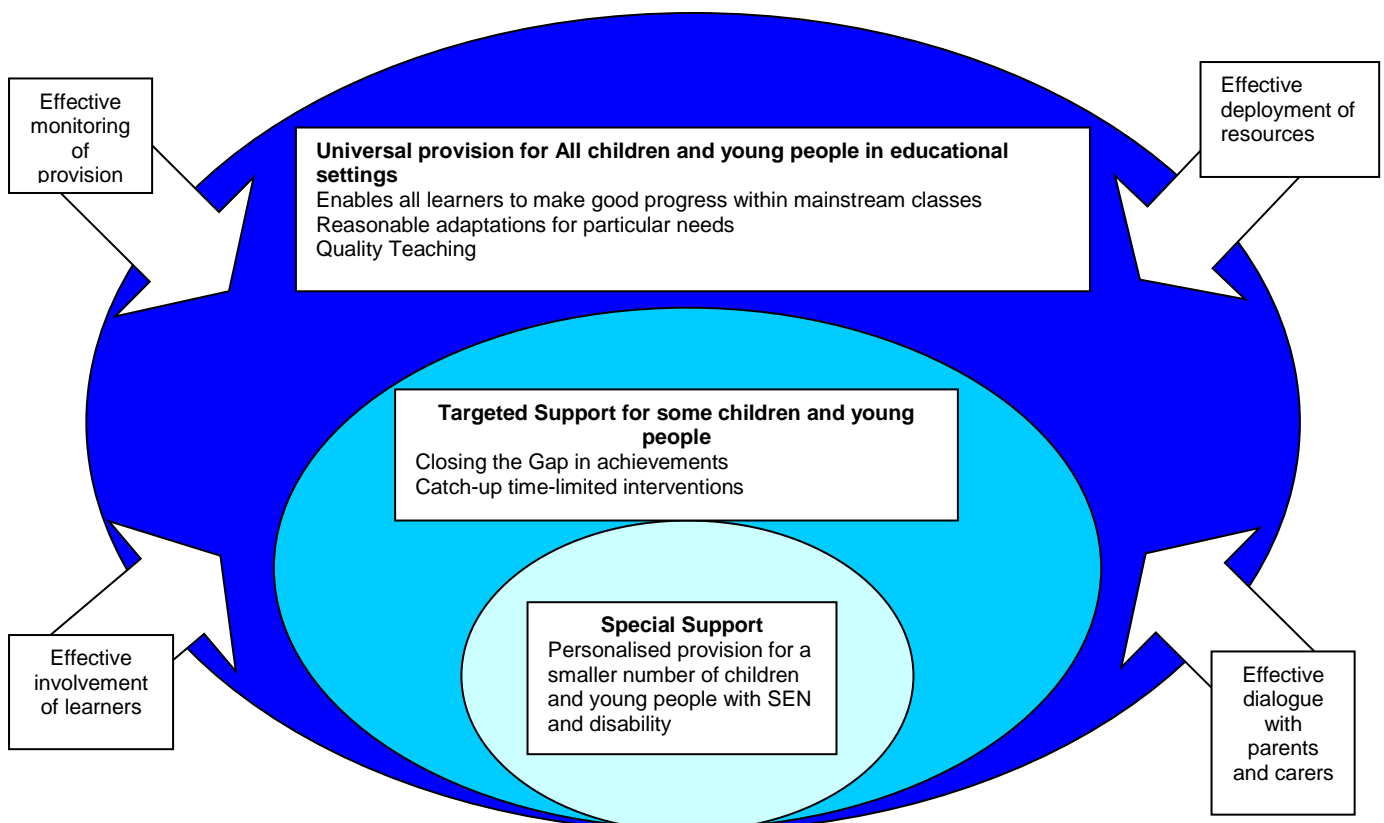 Effective
monitoring
of
provision
Effective
deployment of
resources
Universal provision for All children and young people in educational
settings
Enables all learners to make good progress within mainstream classes
Reasonable adaptations for particular needs
Quality Teaching
Targeted Support for some children and young
people
Closing the Gap in achievements
Catch-up time-limited interventions
Special Support
Personalised provision for a
smaller number of children
and young people with SEN
and disability
Effective
involvement
of learners
Effective
dialogue
with
parents
and carers